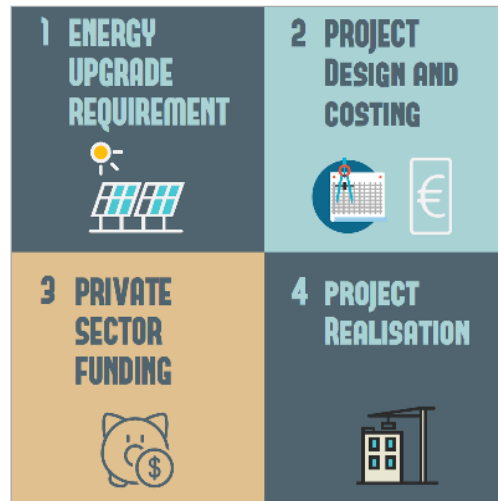 1 ENERGY
UPGRADE
REQUIREMENT
2 PROJECT
DESIGN AND
COSTING
€
3 PRIVATE
SECTOR
FUNDING
$
4 PROJECT
REALISATION